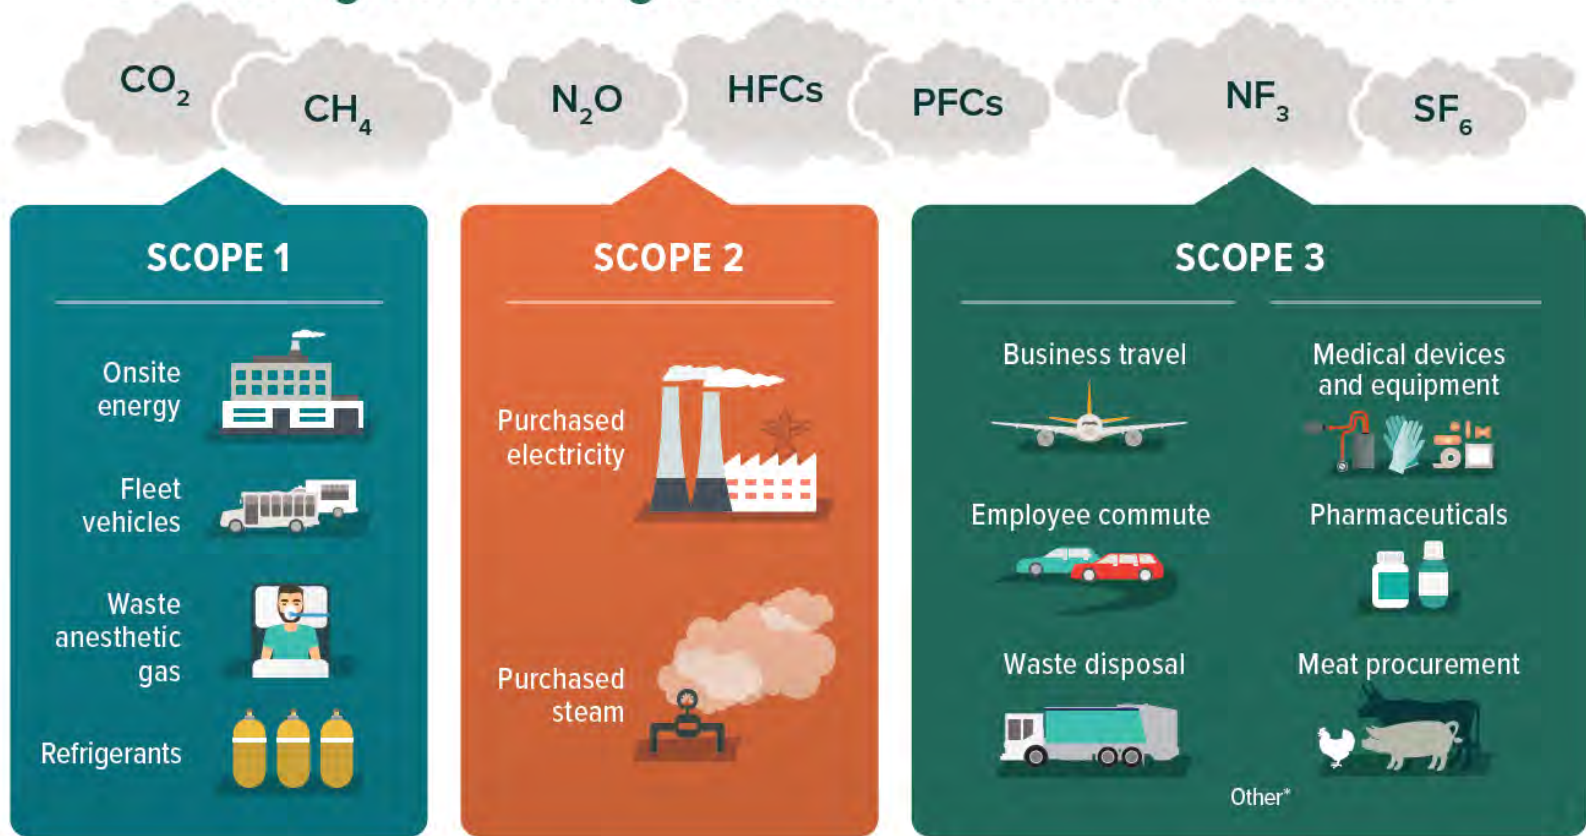 CO₂
CH₄
N₂O
HFCs
PFCs
NF₃
SF₆
SCOPE 1
Onsite
energy
Fleet
vehicles
Waste
anesthetic
gas
Refrigerants
SCOPE 2
Purchased
electricity
Purchased
steam
SCOPE 3
Business travel
Employee commute
Waste disposal
Medical devices
and equipment
Pharmaceuticals
Meat procurement
Other*